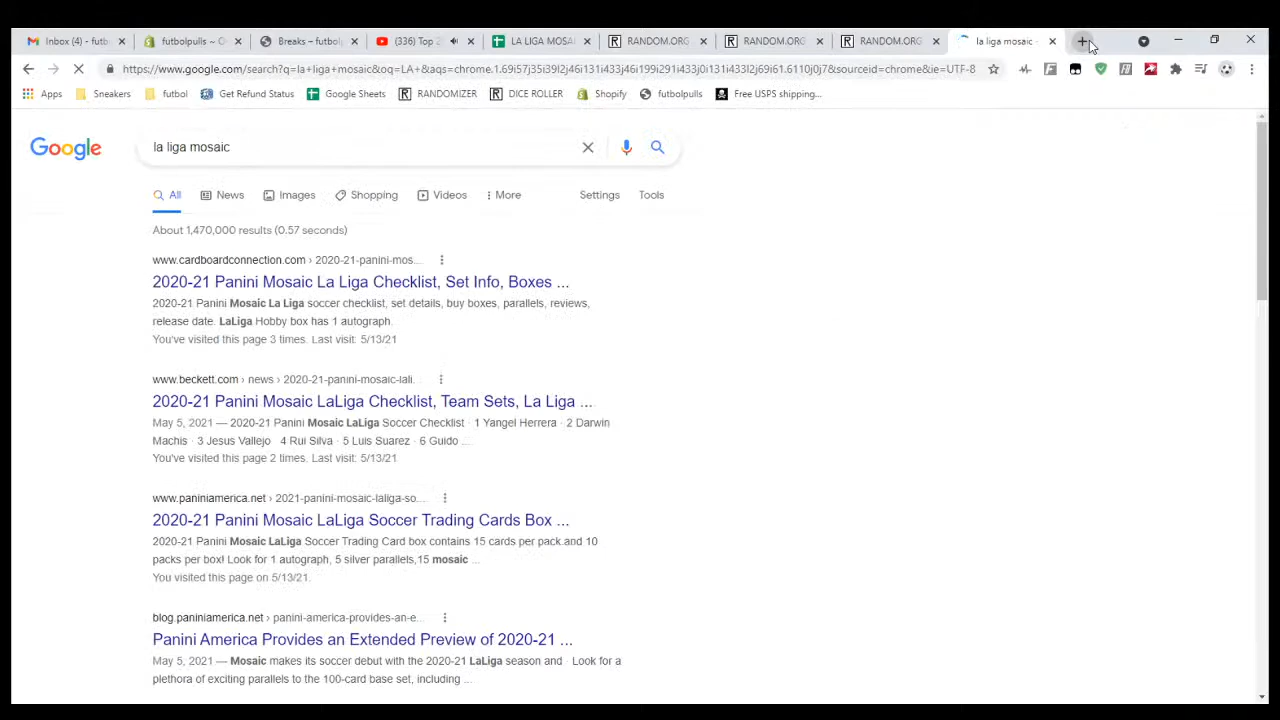 Inbox (4) - futb
futbolpulls ~ O
Breaks – futbol
(336) Top 2
LA LIGA MOSA
RANDOM.ORG
RANDOM.ORG
RANDOM.ORG
la liga mosaic -
https://www.google.com/search?q=la+liga+mosaic&oq=LA+&aqs=chrome.1.69i57j35i39l2j46i131i433j46i199i291i433j0i131i433l2j69i61.6110j0j7&sourceid=chrome&ie=UTF-8
Apps
Sneakers
futbol
Get Refund Status
Google Sheets
RANDOMIZER
DICE ROLLER
Shopify
futbolpulls
Free USPS shipping...
Google
la liga mosaic
All
News
Images
Shopping
Videos
More
Settings
Tools
About 1,470,000 results (0.57 seconds)
www.cardboardconnection.com › 2020-21-panini-mos...
2020-21 Panini Mosaic La Liga Checklist, Set Info, Boxes ...
2020-21 Panini Mosaic La Liga soccer checklist, set details, buy boxes, parallels, reviews,
release date. LaLiga Hobby box has 1 autograph.
You've visited this page 3 times. Last visit: 5/13/21
www.beckett.com › news › 2020-21-panini-mosaic-lali...
2020-21 Panini Mosaic LaLiga Checklist, Team Sets, La Liga ...
May 5, 2021 — 2020-21 Panini Mosaic LaLiga Soccer Checklist · 1 Yangel Herrera · 2 Darwin
Machis · 3 Jesus Vallejo · 4 Rui Silva · 5 Luis Suarez · 6 Guido ...
You've visited this page 2 times. Last visit: 5/13/21
www.paniniamerica.net › 2021-panini-mosaic-laliga-so...
2020-21 Panini Mosaic LaLiga Soccer Trading Cards Box ...
2020-21 Panini Mosaic LaLiga Soccer Trading Card box contains 15 cards per pack.and 10
packs per box! Look for 1 autograph, 5 silver parallels,15 mosaic ...
You visited this page on 5/13/21.
blog.paniniamerica.net › panini-america-provides-an-e...
Panini America Provides an Extended Preview of 2020-21 ...
May 5, 2021 — Mosaic makes its soccer debut with the 2020-21 LaLiga season and · Look for a
plethora of exciting parallels to the 100-card base set, including ...